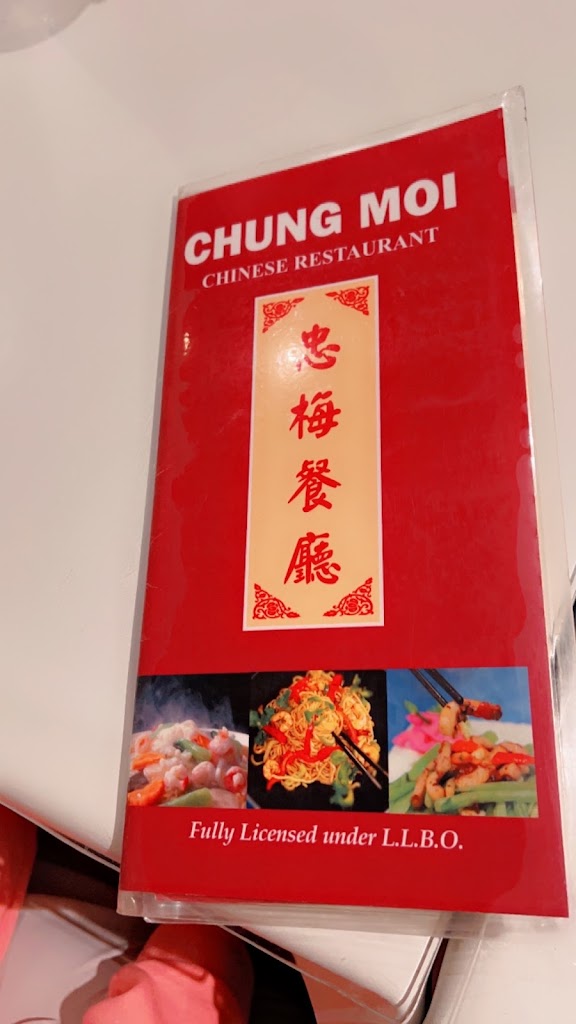 CHUNG MOI
CHINESE RESTAURANT
忠梅餐廳
Fully Licensed under L.L.B.O.